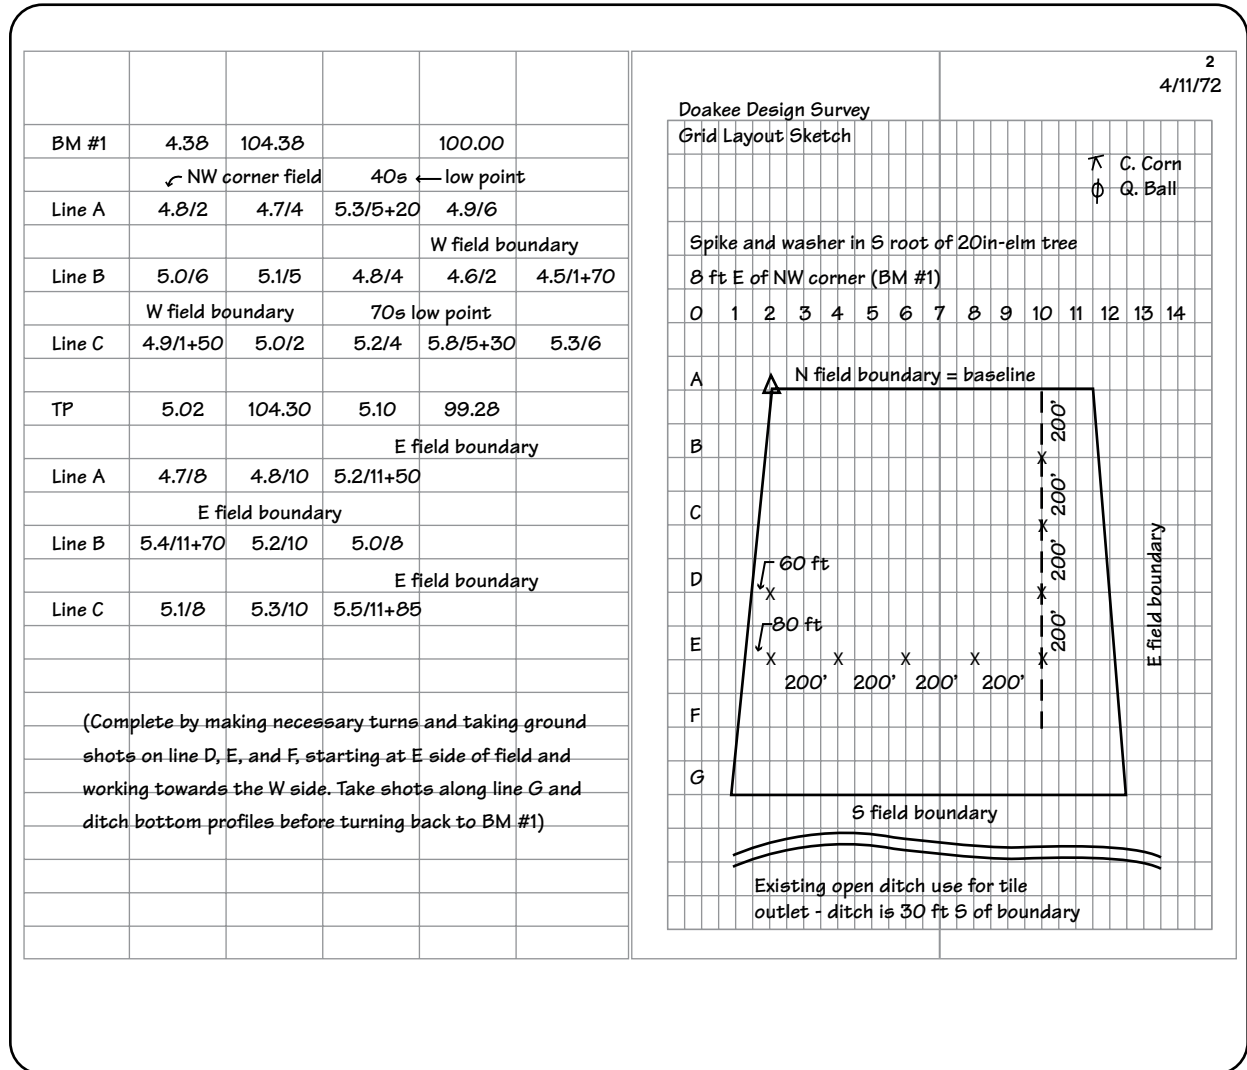 BM #1 4.38 104.38 100.00
NW corner field 40s low point
Line A 4.8/2 4.7/4 5.3/5+20 4.9/6
W field boundary
Line B 5.0/6 5.1/5 4.8/4 4.6/2 4.5/1+70
W field boundary 70s low point
Line C 4.9/1+50 5.0/2 5.2/4 5.8/5+30 5.3/6
TP 5.02 104.30 5.10 99.28
E field boundary
Line A 4.7/8 4.8/10 5.2/11+50
E field boundary
Line B 5.4/11+70 5.2/10 5.0/8
E field boundary
Line C 5.1/8 5.3/10 5.5/11+85
(Complete by making necessary turns and taking ground
shots on line D, E, and F, starting at E side of field and
working towards the W side. Take shots along line G and
ditch bottom profiles before turning back to BM #1)
2
4/11/72
Doakee Design Survey
Grid Layout Sketch
C. Corn
Q. Ball
Spike and washer in S root of 20in-elm tree
8 ft E of NW corner (BM #1)
0 1 2 3 4 5 6 7 8 9 10 11 12 13 14
A N field boundary = baseline
200'
B
200'
C
200'
D 60 ft
200'
E 80 ft
X X X X X
X
X
X
X
200' 200' 200' 200'
E field boundary
F
G
S field boundary
Existing open ditch use for tile
outlet - ditch is 30 ft S of boundary